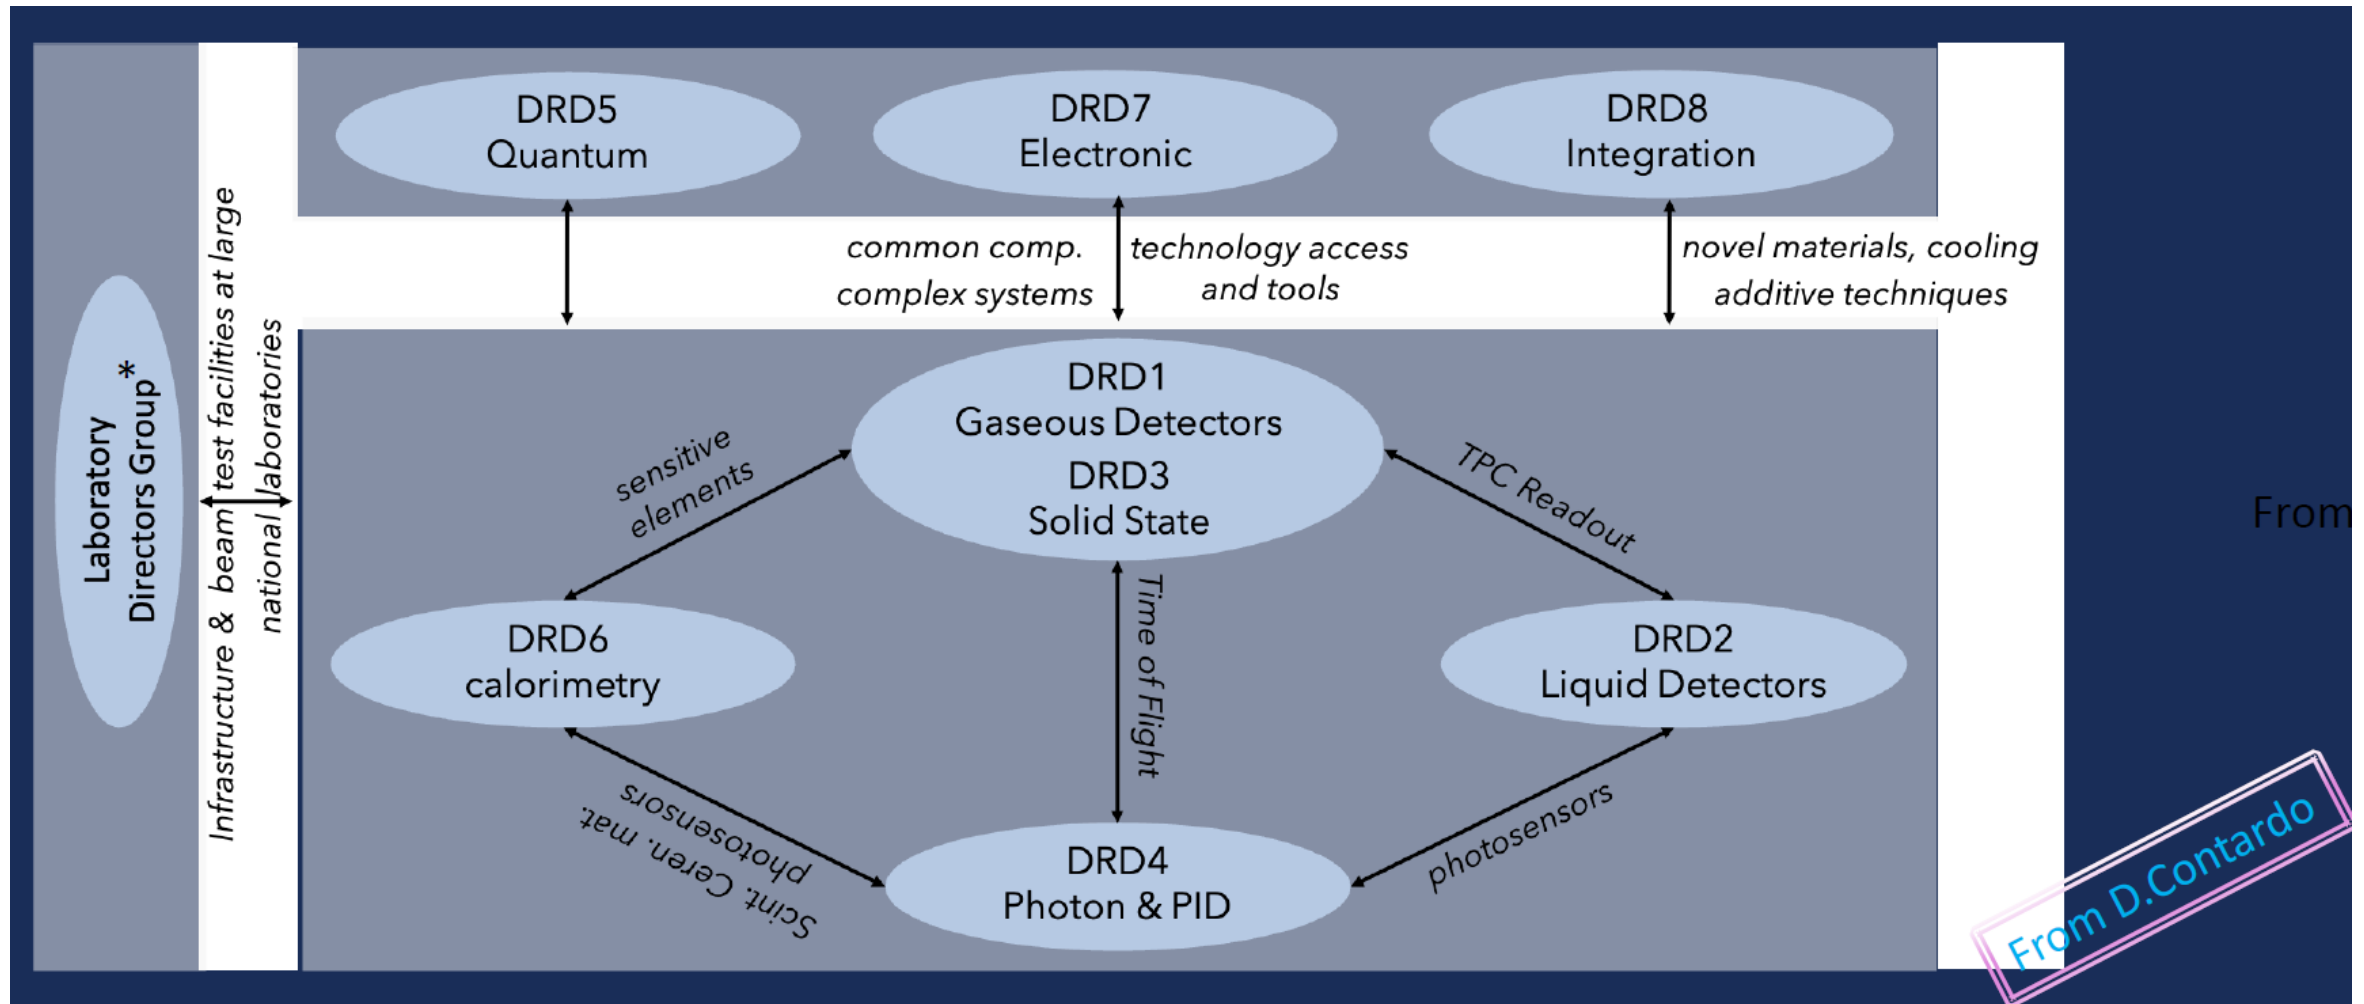 DRD5
Quantum
DRD7
Electronic
DRD8
Integration
common comp.
complex systems
technology access
and tools
novel materials, cooling
additive techniques
Laboratory
Directors Group*
Infrastructure & beam test facilities at large
national laboratories
DRD1
Gaseous Detectors
DRD3
Solid State
sensitive
elements
TPC Readout
Time of Flight
DRD6
calorimetry
DRD2
Liquid Detectors
Scint. Ceren. mat.
photosensors
photosensors
DRD4
Photon & PID
From
From D.Contardo